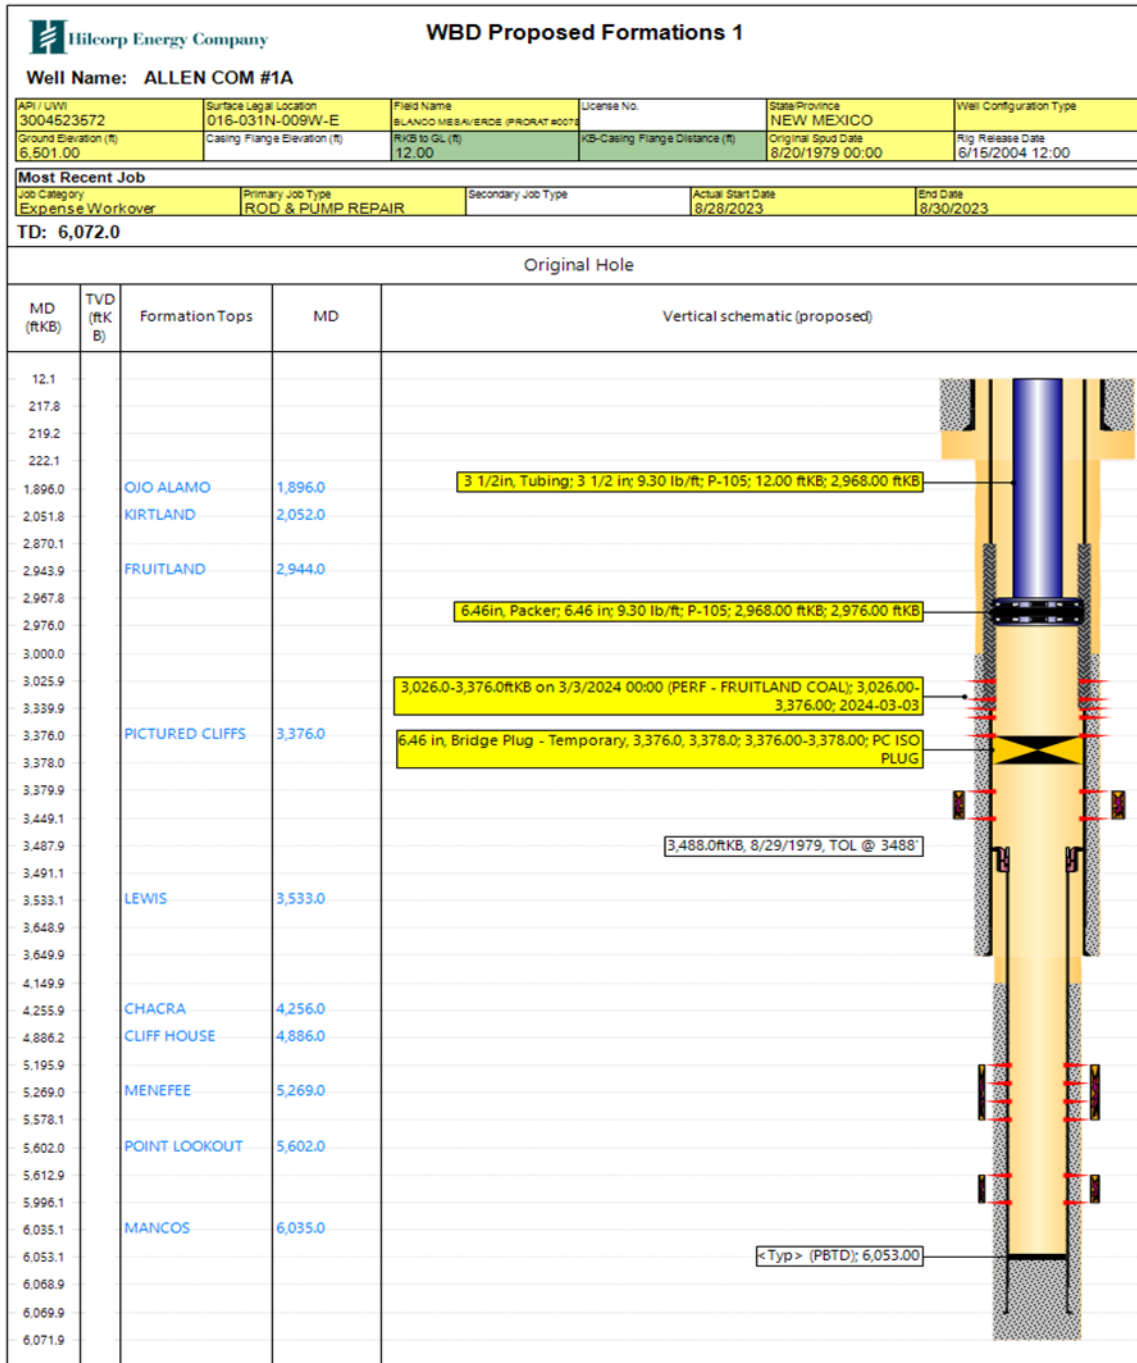 Hilcorp Energy Company
WBD Proposed Formations 1
Well Name: ALLEN COM #1A
API / UWI Surface Legal Location Field Name License No. State/Province Well Configuration Type
3004523572 016-031N-009W-E BLANCO MESAVERDE (PRORAT #0078 NEW MEXICO
Ground Elevation (ft) Casing Flange Elevation (ft) RKB to GL (ft) KB-Casing Flange Distance (ft) Original Spud Date Rig Release Date
6,501.00 12.00 8/20/1979 00:00 6/15/2004 12:00
Most Recent Job
Job Category Primary Job Type Secondary Job Type Actual Start Date End Date
Expense Workover ROD & PUMP REPAIR 8/28/2023 8/30/2023
TD: 6,072.0
Original Hole
MD (ftKB) TVD (ftK B) Formation Tops MD Vertical schematic (proposed)
12.1
217.8
219.2
222.1
1,896.0 OJO ALAMO 1,896.0 3 1/2in, Tubing; 3 1/2 in; 9.30 lb/ft; P-105; 12.00 ftKB; 2,968.00 ftKB
2,051.8 KIRTLAND 2,052.0
2,870.1
2,943.9 FRUITLAND 2,944.0
2,967.8
6.46in, Packer; 6.46 in; 9.30 lb/ft; P-105; 2,968.00 ftKB; 2,976.00 ftKB
2,976.0
3,000.0
3,025.9
3,026.0-3,376.0ftKB on 3/3/2024 00:00 (PERF - FRUITLAND COAL); 3,026.00-
3,376.00; 2024-03-03
3,339.9
3,376.0 PICTURED CLIFFS 3,376.0
6.46 in, Bridge Plug - Temporary, 3,376.0, 3,378.0; 3,376.00-3,378.00; PC ISO
PLUG
3,378.0
3,379.9
3,449.1
3,487.9 3,488.0ftKB, 8/29/1979, TOL @ 3488'
3,491.1
3,533.1 LEWIS 3,533.0
3,648.9
3,649.9
4,149.9
4,255.9 CHACRA 4,256.0
4,886.2 CLIFF HOUSE 4,886.0
5,195.9
5,269.0 MENEFEE 5,269.0
5,578.1
5,602.0 POINT LOOKOUT 5,602.0
5,612.9
5,996.1
6,035.1 MANCOS 6,035.0
6,053.1 <Typ> (PBTD); 6,053.00
6,068.9
6,069.9
6,071.9